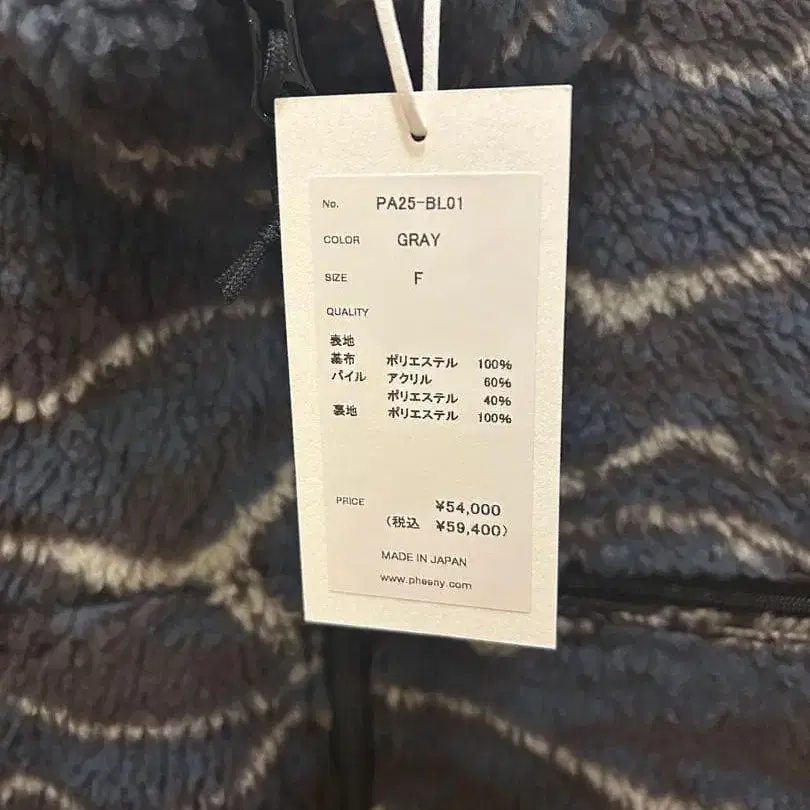 No. PA25-BL01
COLOR GRAY
SIZE F
QUALITY
表地
基布 ポリエステル 100%
パイル アクリル 60%
ポリエステル 40%
裏地 ポリエステル 100%
PRICE ¥54,000
(税込 ¥59,400)
MADE IN JAPAN
www.pheeny.com